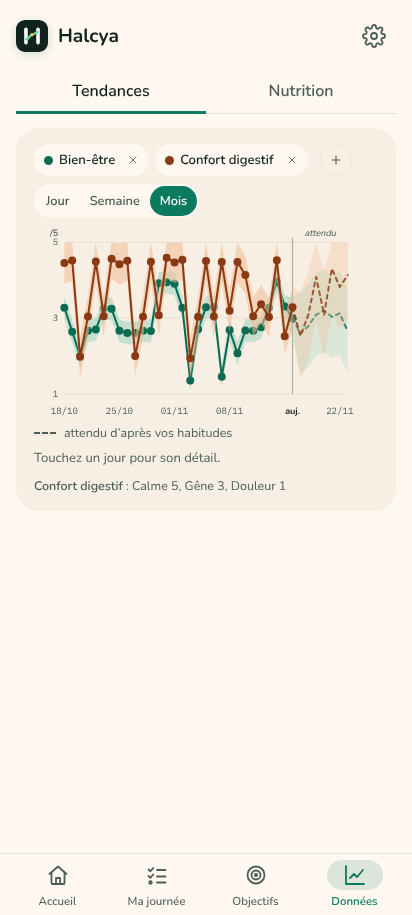 Halcya
Tendances Nutrition
Bien-être × Confort digestif × +
Jour Semaine Mois
/5 attendu
5
3
1
18/10 25/10 01/11 08/11 auj. 22/11
attendu d’après vos habitudes
Touchez un jour pour son détail.
Confort digestif : Calme 5, Gêne 3, Douleur 1
Accueil Ma journée Objectifs Données